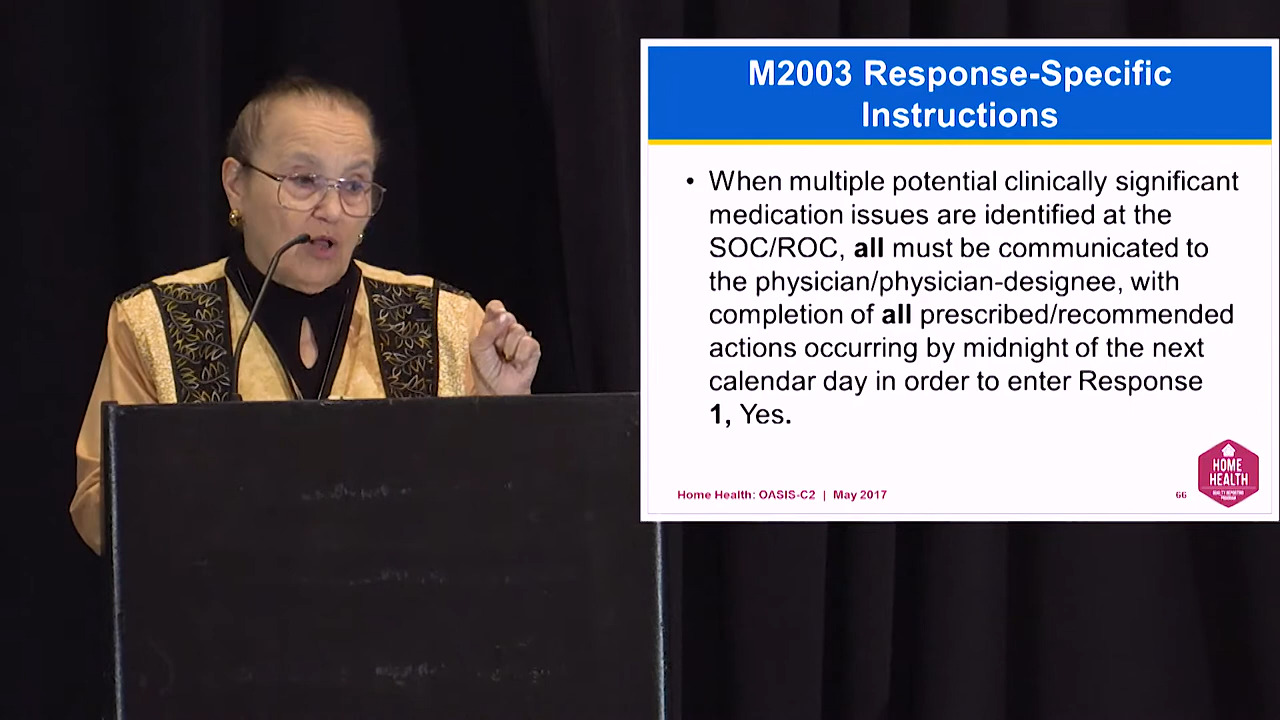 M2003 Response-Specific
Instructions
• When multiple potential clinically significant
medication issues are identified at the
SOC/ROC, all must be communicated to
the physician/physician-designee, with
completion of all prescribed/recommended
actions occurring by midnight of the next
calendar day in order to enter Response
1, Yes.
Home Health: OASIS-C2 | May 2017
66
HOME
HEALTH
QUALITY REPORTING
PROGRAM